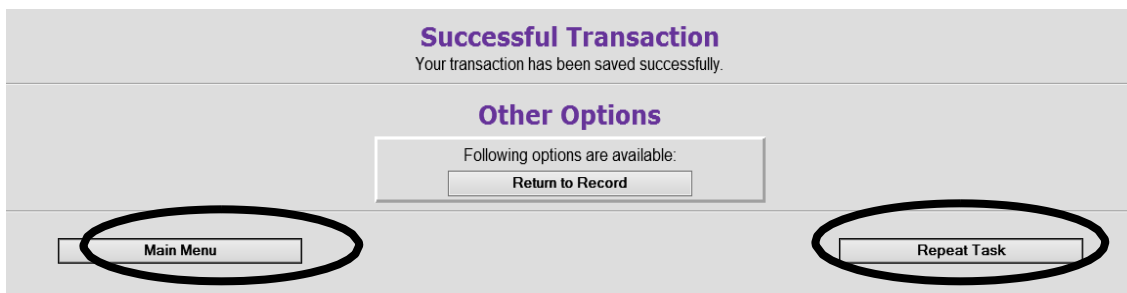 Successful Transaction
Your transaction has been saved successfully.
Other Options
Following options are available:
Return to Record
Main Menu
Repeat Task